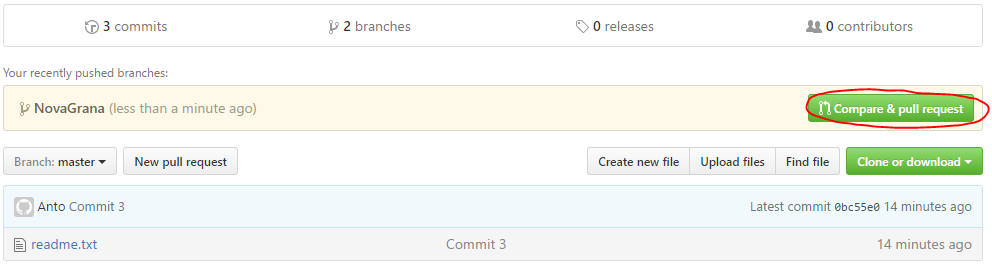 3 commits 2 branches 0 releases 0 contributors
Your recently pushed branches:
NovaGrana (less than a minute ago) Compare & pull request
Branch: master New pull request Create new file Upload files Find file Clone or download
Anto Commit 3 Latest commit 0bc55e0 14 minutes ago
readme.txt Commit 3 14 minutes ago